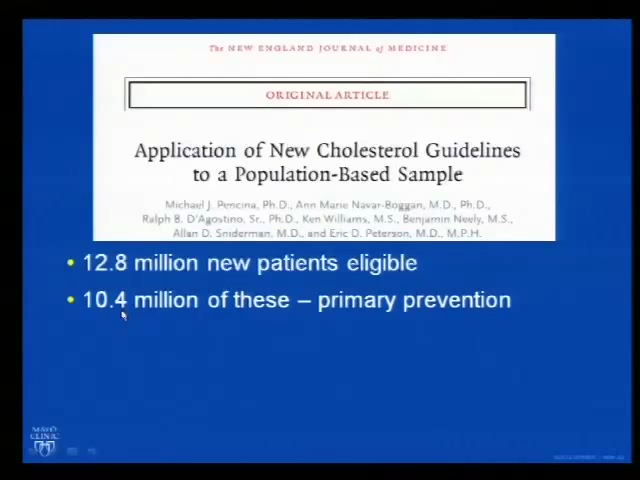 The NEW ENGLAND JOURNAL of MEDICINE
ORIGINAL ARTICLE
Application of New Cholesterol Guidelines
to a Population-Based Sample
Michael J. Pencina, Ph.D., Ann Marie Navar-Boggan, M.D., Ph.D.,
Ralph B. D'Agostino, Sr., Ph.D., Ken Williams, M.S., Benjamin Neely, M.S.,
Allan D. Sniderman, M.D., and Eric D. Peterson, M.D., M.P.H.
• 12.8 million new patients eligible
• 10.4 million of these – primary prevention
MAYO
CLINIC